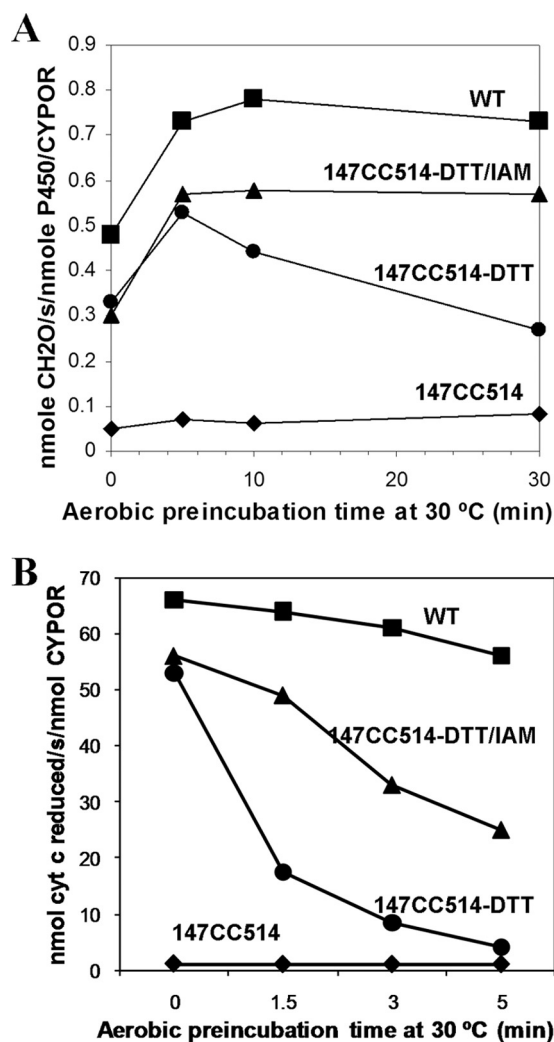 A
nmole CH2O/s/nmole P450/CYPOR
0.9
0.8
0.7
0.6
0.5
0.4
0.3
0.2
0.1
0
WT
147CC514-DTT/IAM
147CC514-DTT
147CC514
0 10 20 30
Aerobic preincubation time at 30 ºC (min)
B
nmol cyt c reduced/s/nmol CYPOR
70
60
50
40
30
20
10
0
WT
147CC514-DTT/IAM
147CC514-DTT
147CC514
0 1.5 3 5
Aerobic preincubation time at 30 ºC (min)